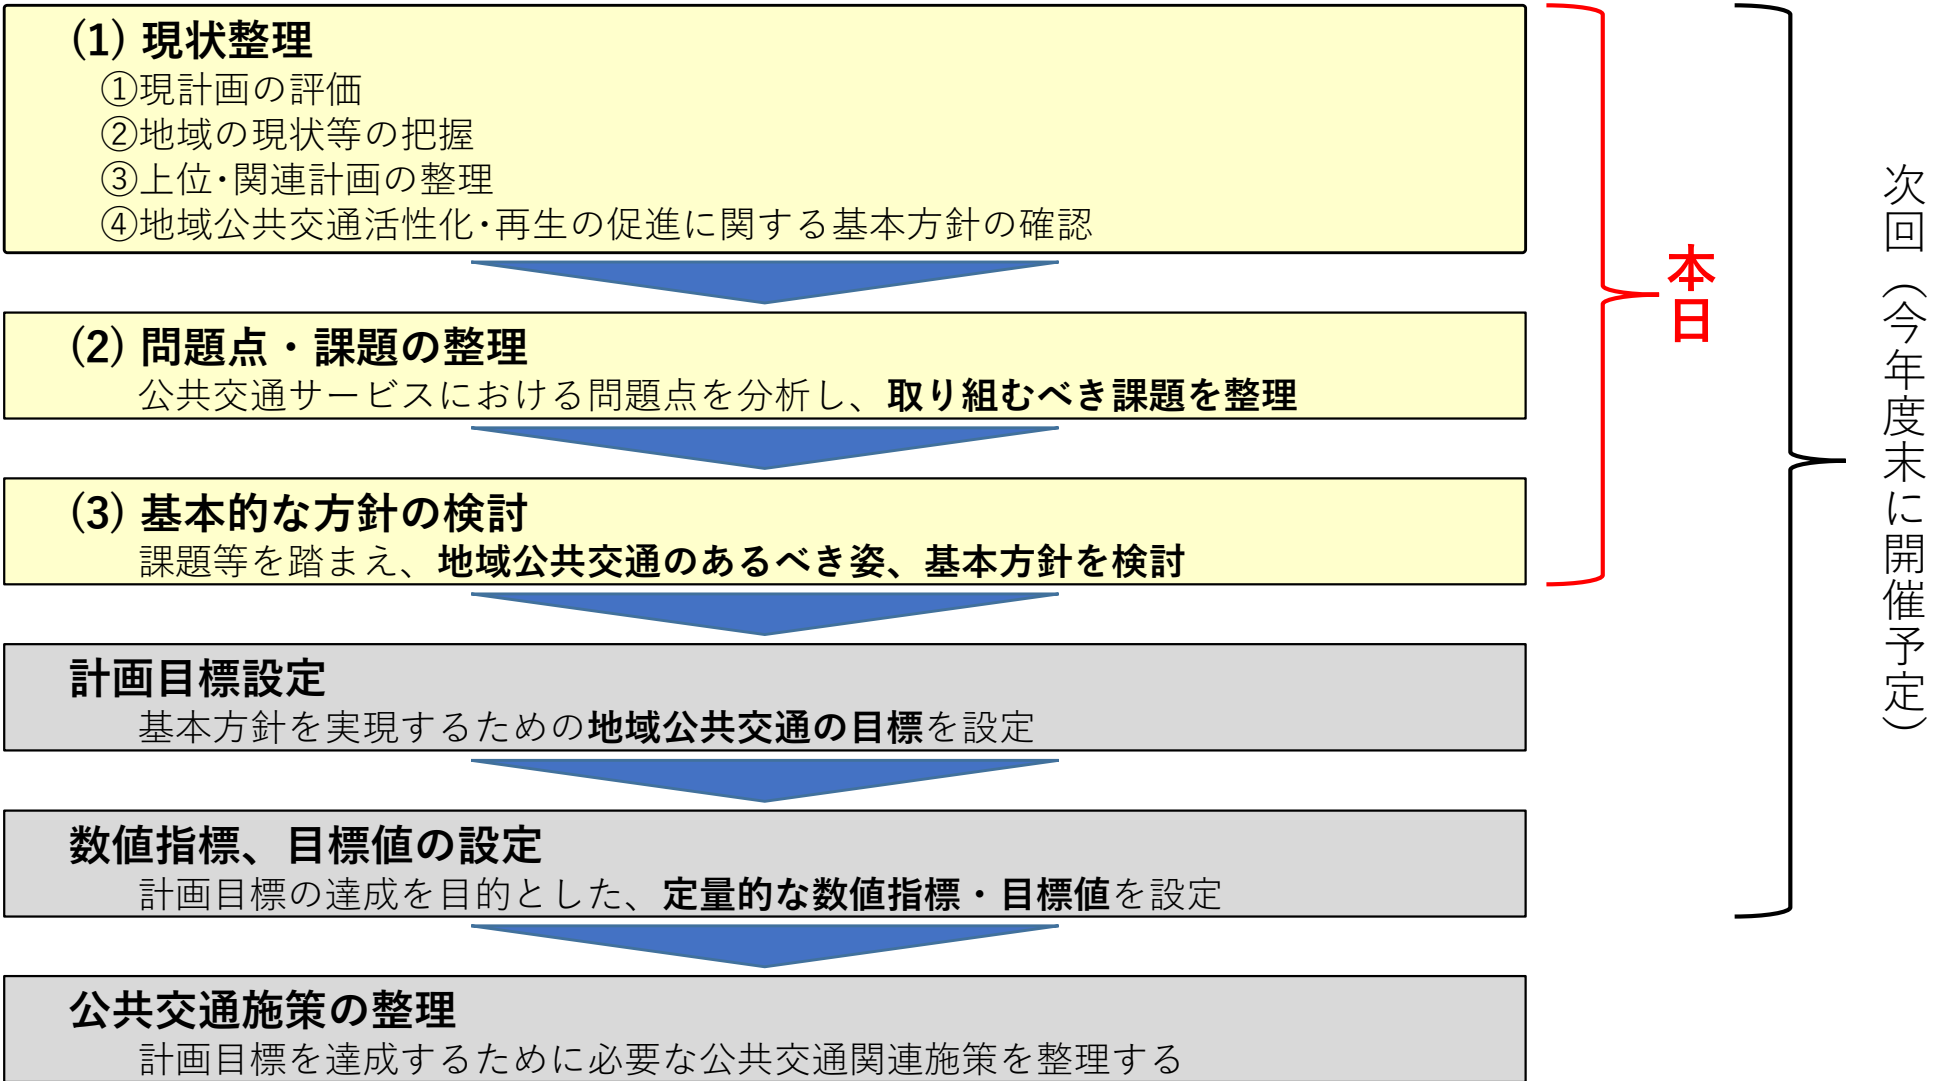 (1) 現状整理
①現計画の評価
②地域の現状等の把握
③上位･関連計画の整理
④地域公共交通活性化･再生の促進に関する基本方針の確認
(2) 問題点・課題の整理
公共交通サービスにおける問題点を分析し、取り組むべき課題を整理
(3) 基本的な方針の検討
課題等を踏まえ、地域公共交通のあるべき姿、基本方針を検討
計画目標設定
基本方針を実現するための地域公共交通の目標を設定
数値指標、目標値の設定
計画目標の達成を目的とした、定量的な数値指標・目標値を設定
公共交通施策の整理
計画目標を達成するために必要な公共交通関連施策を整理する
本日
次回（今年度末に開催予定）